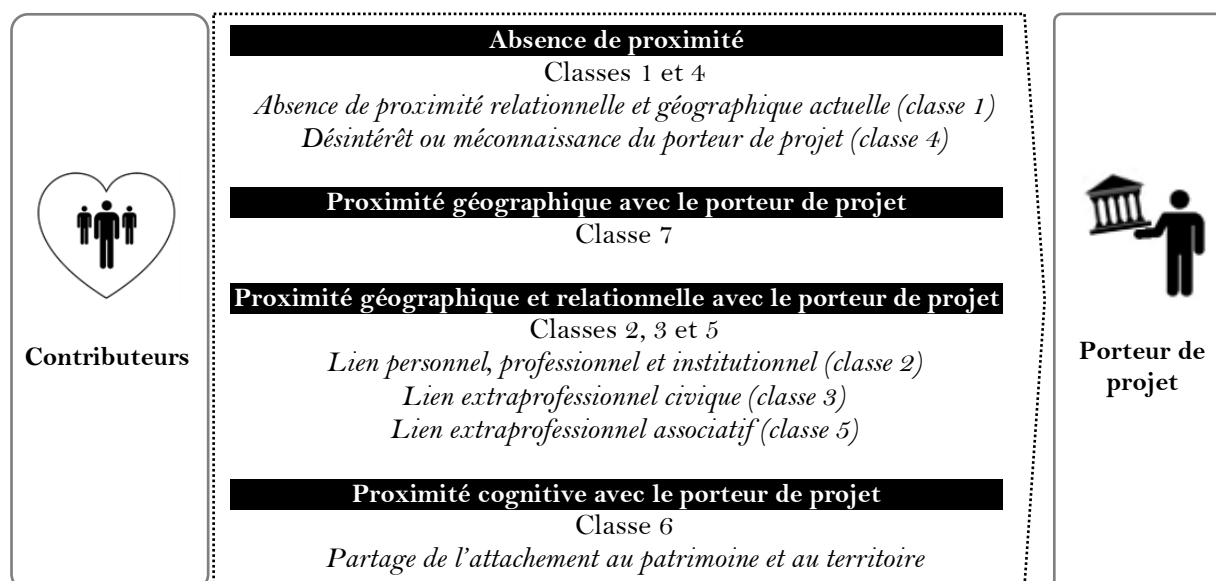 Absence de proximité
Classes 1 et 4
Absence de proximité relationnelle et géographique actuelle (classe 1)
Désintérêt ou méconnaissance du porteur de projet (classe 4)
Proximité géographique avec le porteur de projet
Classe 7
Proximité géographique et relationnelle avec le porteur de projet
Classes 2, 3 et 5
Lien personnel, professionnel et institutionnel (classe 2)
Lien extraprofessionnel civique (classe 3)
Lien extraprofessionnel associatif (classe 5)
Proximité cognitive avec le porteur de projet
Classe 6
Partage de l’attachement au patrimoine et au territoire
Contributeurs
Porteur de
projet